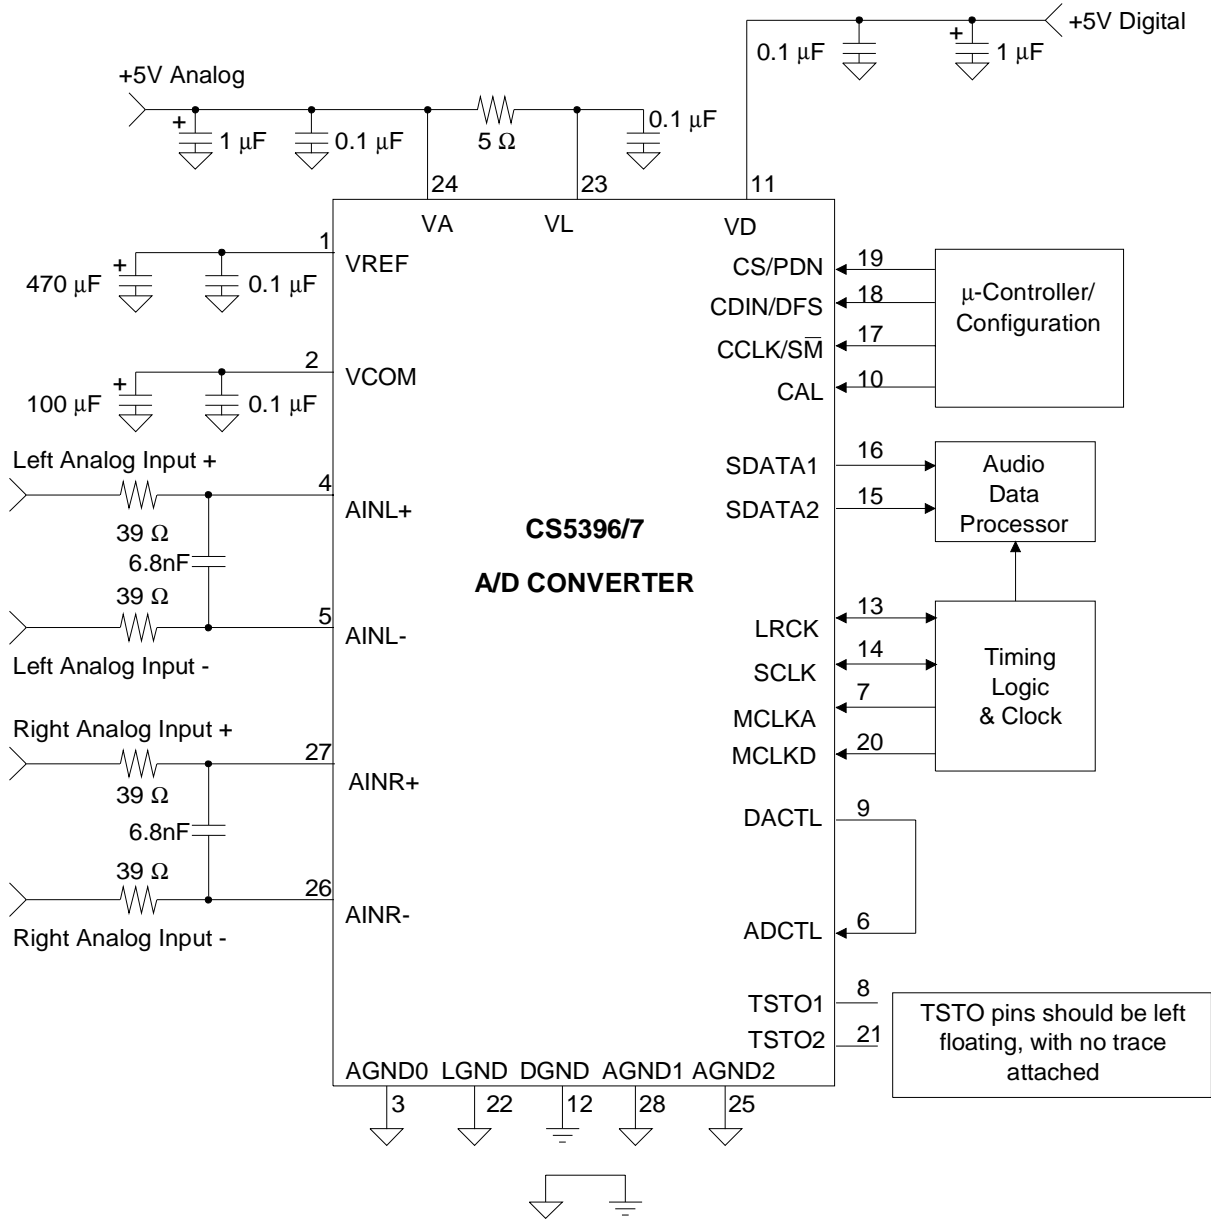 +5V Digital
0.1 μF
+
1 μF
+5V Analog
+
1 μF
0.1 μF
5 Ω
0.1 μF
24
23
11
VA
VL
VD
1
VREF
+
470 μF
0.1 μF
2
VCOM
+
100 μF
0.1 μF
Left Analog Input +
4
AINL+
39 Ω
6.8nF
39 Ω
5
AINL-
Left Analog Input -
Right Analog Input +
27
AINR+
39 Ω
6.8nF
39 Ω
26
AINR-
Right Analog Input -
CS5396/7
A/D CONVERTER
CS/PDN
19
CDIN/DFS
18
CCLK/SM̅
17
CAL
10
μ-Controller/
Configuration
SDATA1
16
SDATA2
15
Audio
Data
Processor
LRCK
13
SCLK
14
MCLKA
7
MCLKD
20
Timing
Logic
& Clock
DACTL
9
ADCTL
6
TSTO1
8
TSTO2
21
TSTO pins should be left
floating, with no trace
attached
AGND0
LGND
DGND
AGND1
AGND2
3
22
12
28
25